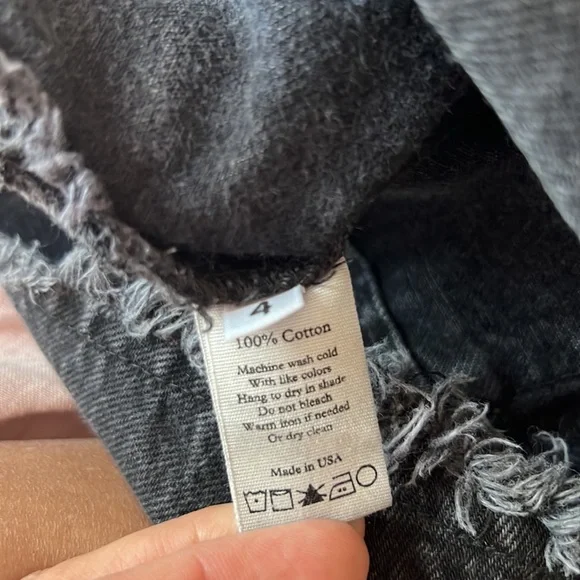 4
100% Cotton
Machine wash cold
With like colors
Hang to dry in shade
Do not bleach
Warm iton if needed
Or dry clean
Made in USA